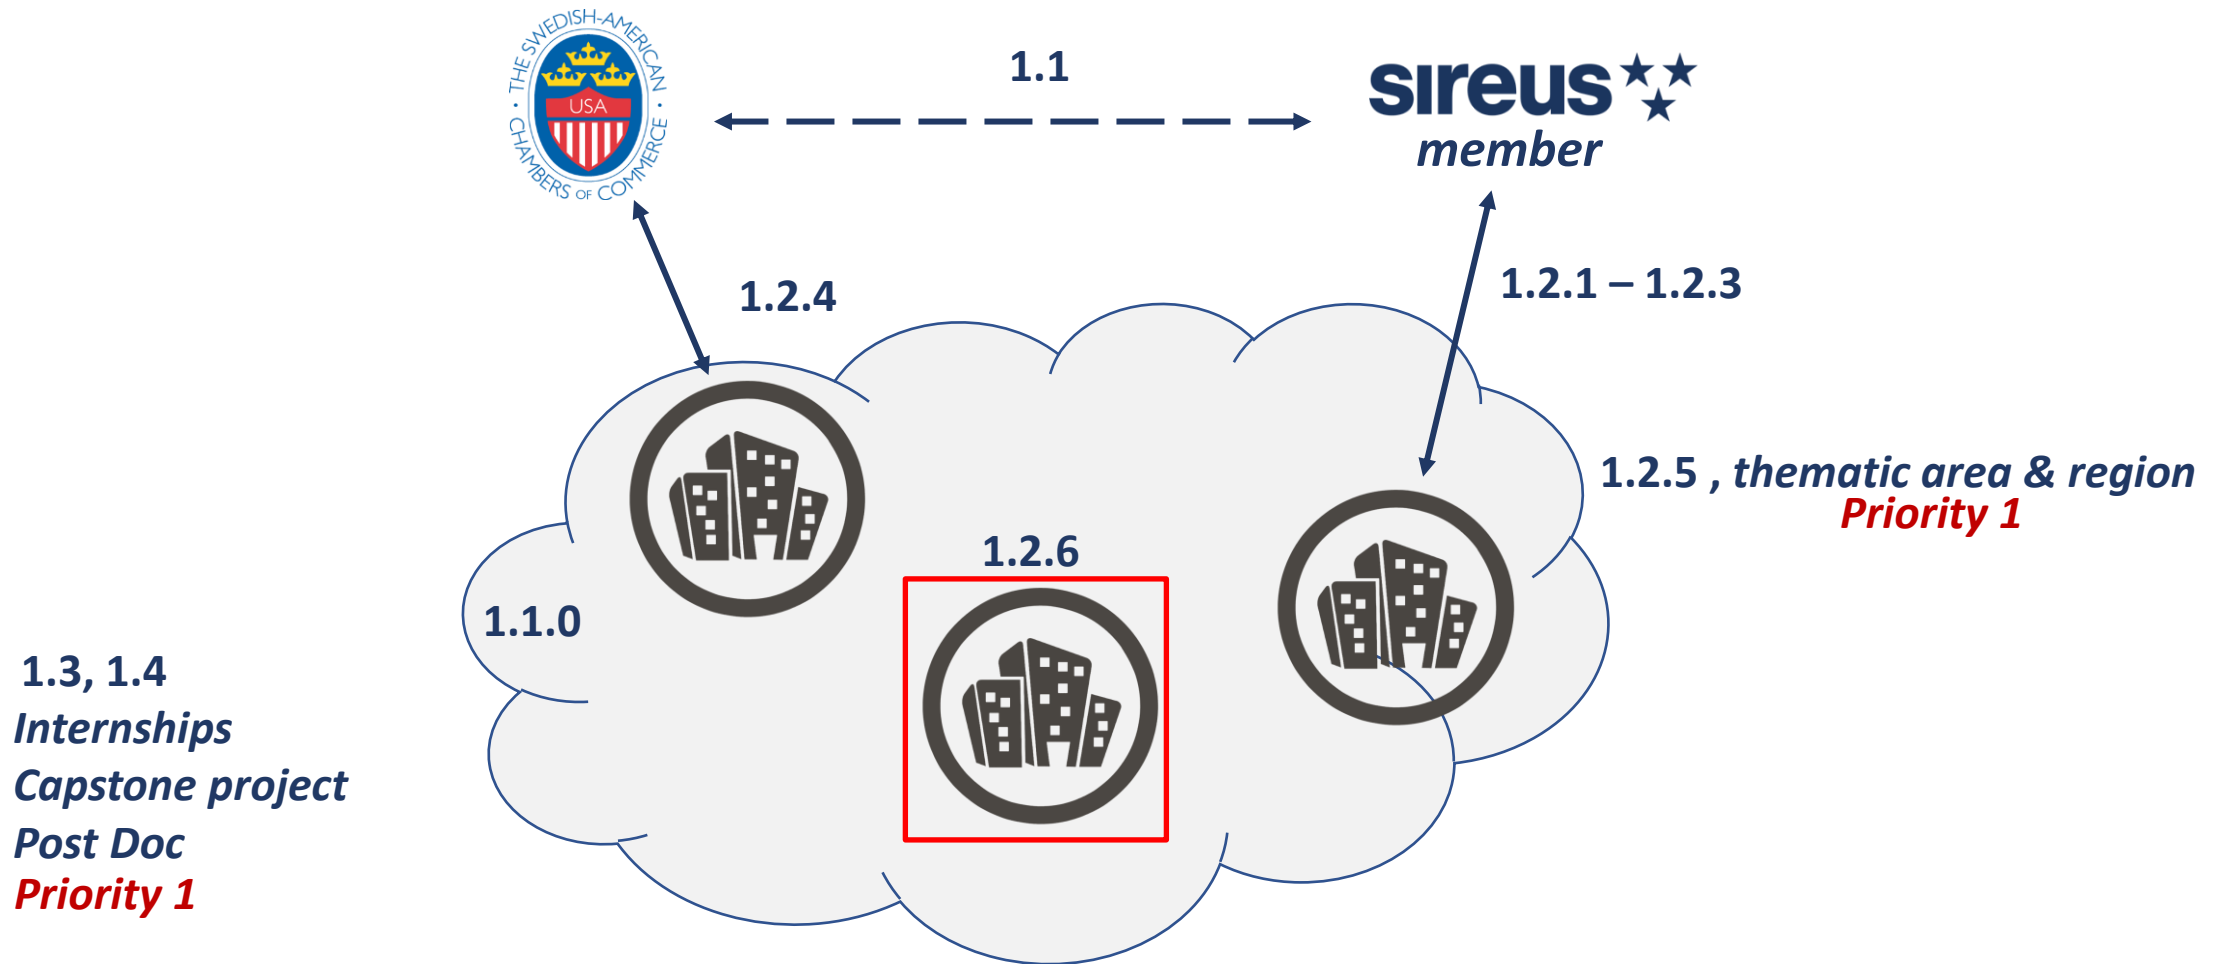 THE SWEDISH-AMERICAN
CHAMBERS OF COMMERCE
USA
1.1
sıreus
member
1.2.4
1.2.1 – 1.2.3
1.2.5 , thematic area & region
Priority 1
1.2.6
1.1.0
1.3, 1.4
Internships
Capstone project
Post Doc
Priority 1